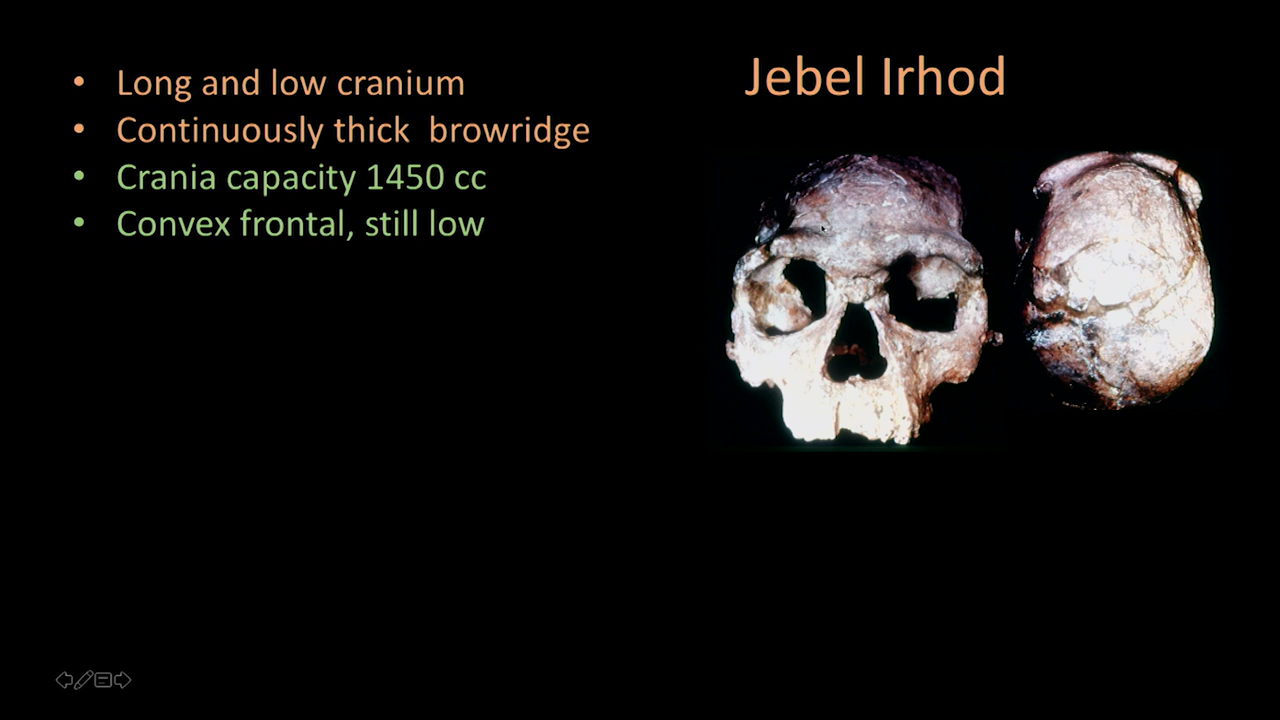 Jebel Irhod
• Long and low cranium
• Continuously thick  browridge
• Crania capacity 1450 cc
• Convex frontal, still low